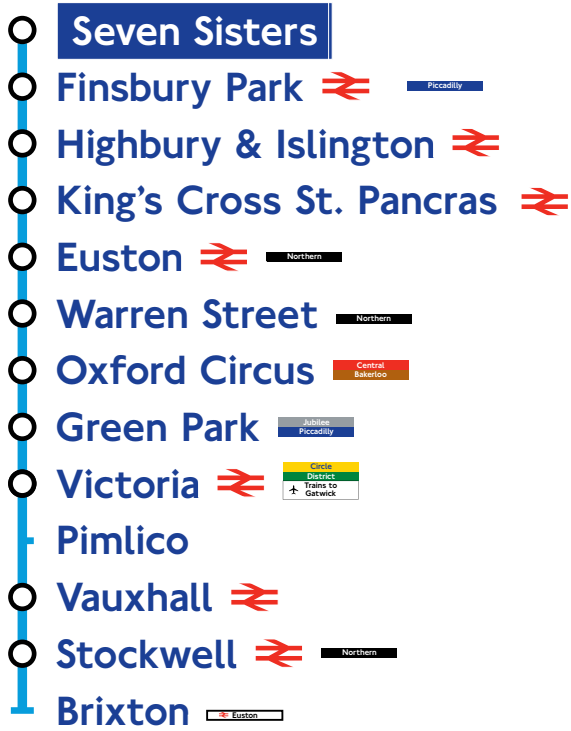 Seven Sisters
Finsbury Park Piccadilly
Highbury & Islington
King's Cross St. Pancras
Euston Northern
Warren Street Northern
Oxford Circus Central
Bakerloo
Green Park Jubilee
Piccadilly
Victoria Circle
District
Trains to
Gatwick
Pimlico
Vauxhall
Stockwell Northern
Brixton Euston